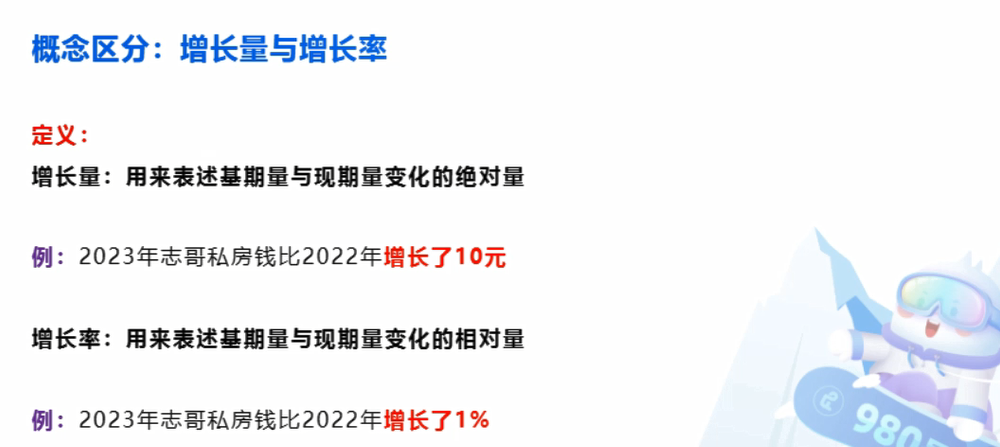 概念区分：增长量与增长率
定义：
增长量：用来表述基期量与现期量变化的绝对量
例：2023年志哥私房钱比2022年增长了10元
增长率：用来表述基期量与现期量变化的相对量
例：2023年志哥私房钱比2022年增长了1%
980